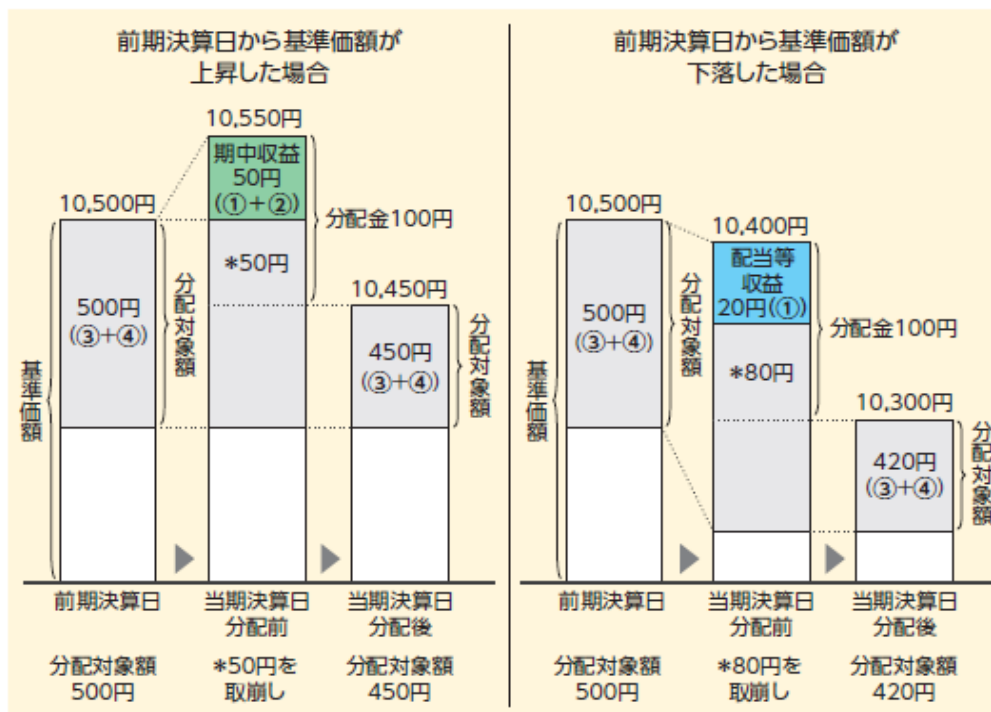 前期決算日から基準価額が
上昇した場合
10,550円
期中収益
50円
(①+②)
10,500円
分配金100円
*50円
10,450円
500円
(③+④)
分配対象額
450円
(③+④)
分配対象額
基準価額
前期決算日
当期決算日
分配前
当期決算日
分配後
分配対象額
500円
*50円を
取崩し
分配対象額
450円
前期決算日から基準価額が
下落した場合
10,500円
10,400円
配当等
収益
20円(①)
500円
(③+④)
分配対象額
分配金100円
*80円
10,300円
基準価額
420円
(③+④)
分配対象額
前期決算日
当期決算日
分配前
当期決算日
分配後
分配対象額
500円
*80円を
取崩し
分配対象額
420円